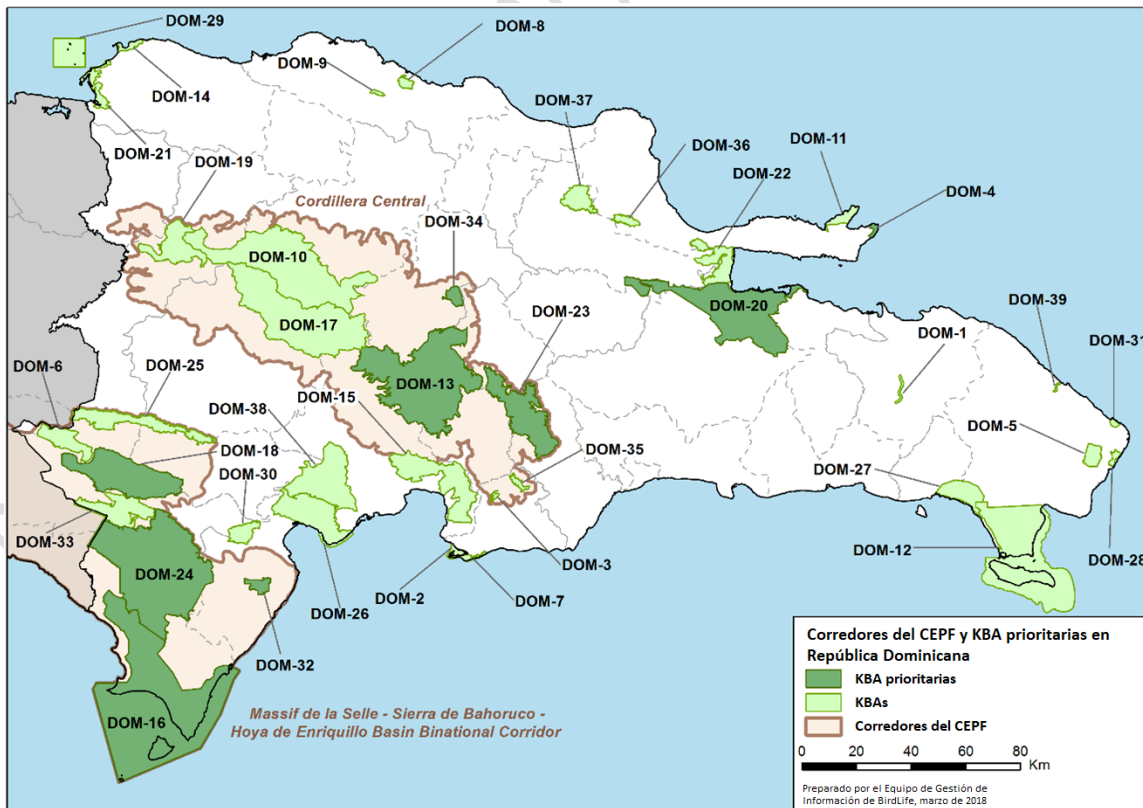 DOM-29
DOM-8
DOM-9
DOM-14
DOM-37
DOM-21
DOM-36
DOM-11
DOM-19
DOM-22
DOM-4
Cordillera Central
DOM-34
DOM-10
DOM-23
DOM-20
DOM-39
DOM-17
DOM-1
DOM-31
DOM-6
DOM-25
DOM-13
DOM-15
DOM-38
DOM-5
DOM-18
DOM-35
DOM-27
DOM-30
DOM-33
DOM-12
DOM-3
DOM-28
DOM-24
DOM-2
DOM-7
DOM-26
DOM-32
DOM-16
Massif de la Selle - Sierra de Bahoruco -
Hoya de Enriquillo Basin Binational Corridor
Corredores del CEPF y KBA prioritarias en
República Dominicana
KBA prioritarias
KBAs
Corredores del CEPF
0 20 40 60 80
Km
Preparado por el Equipo de Gestión de
Información de BirdLife, marzo de 2018